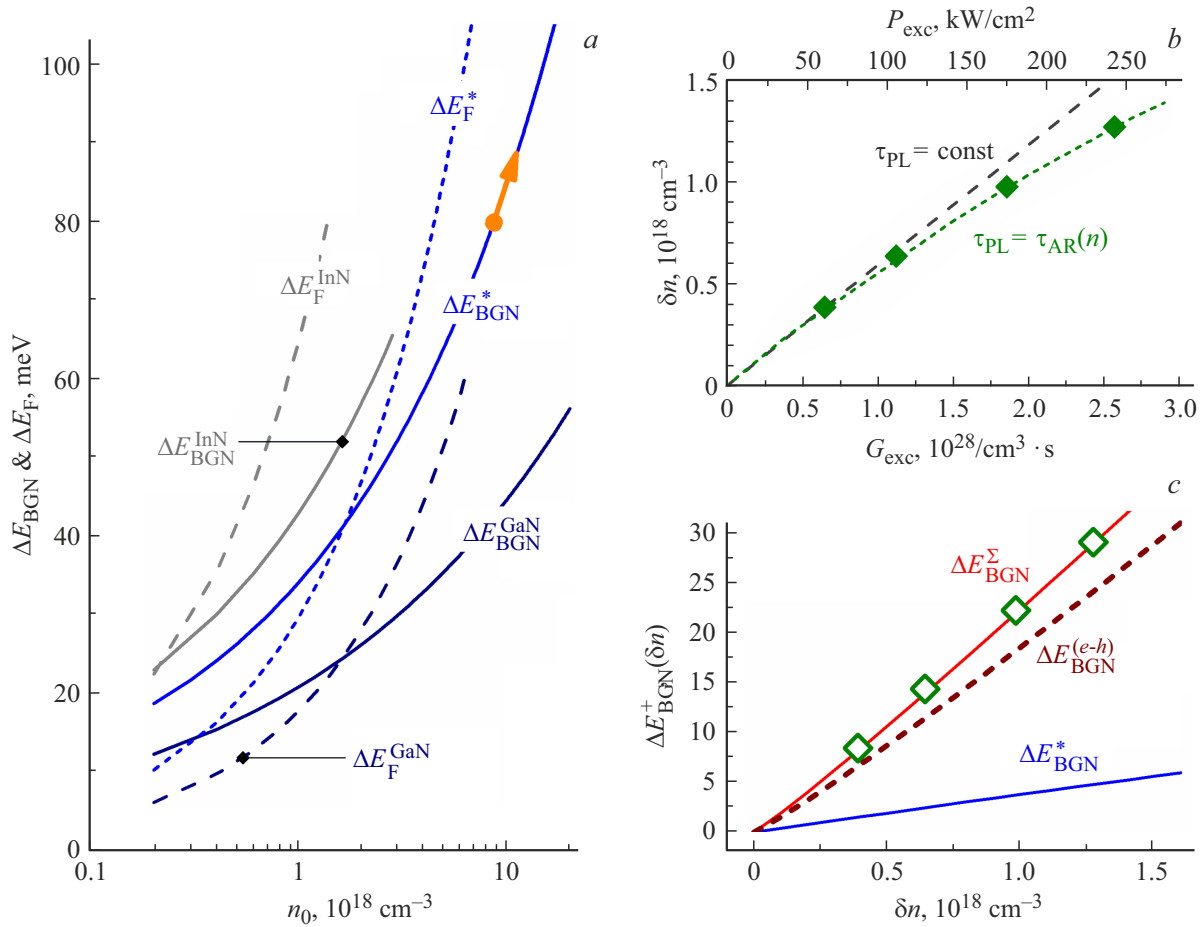 a
100
80
60
40
20
0
0.1
1
10
ΔE_BGN & ΔE_F, meV
n_0, 10^18 cm^−3
ΔE_F^*
ΔE_F^InN
ΔE_BGN^*
ΔE_BGN^InN
ΔE_BGN^GaN
ΔE_F^GaN
P_exc, kW/cm^2
b
0 50 100 150 200 250
1.5
1.0
0.5
0
0.5 1.0 1.5 2.0 2.5 3.0
δn, 10^18 cm^−3
τ_PL = const
τ_PL = τ_AR(n)
G_exc, 10^28/cm^3 · s
c
30
25
20
15
10
5
0
0 0.5 1.0 1.5
ΔE_BGN^+(δn)
ΔE_BGN^Σ
ΔE_BGN^(e-h)
ΔE_BGN^*
δn, 10^18 cm^−3